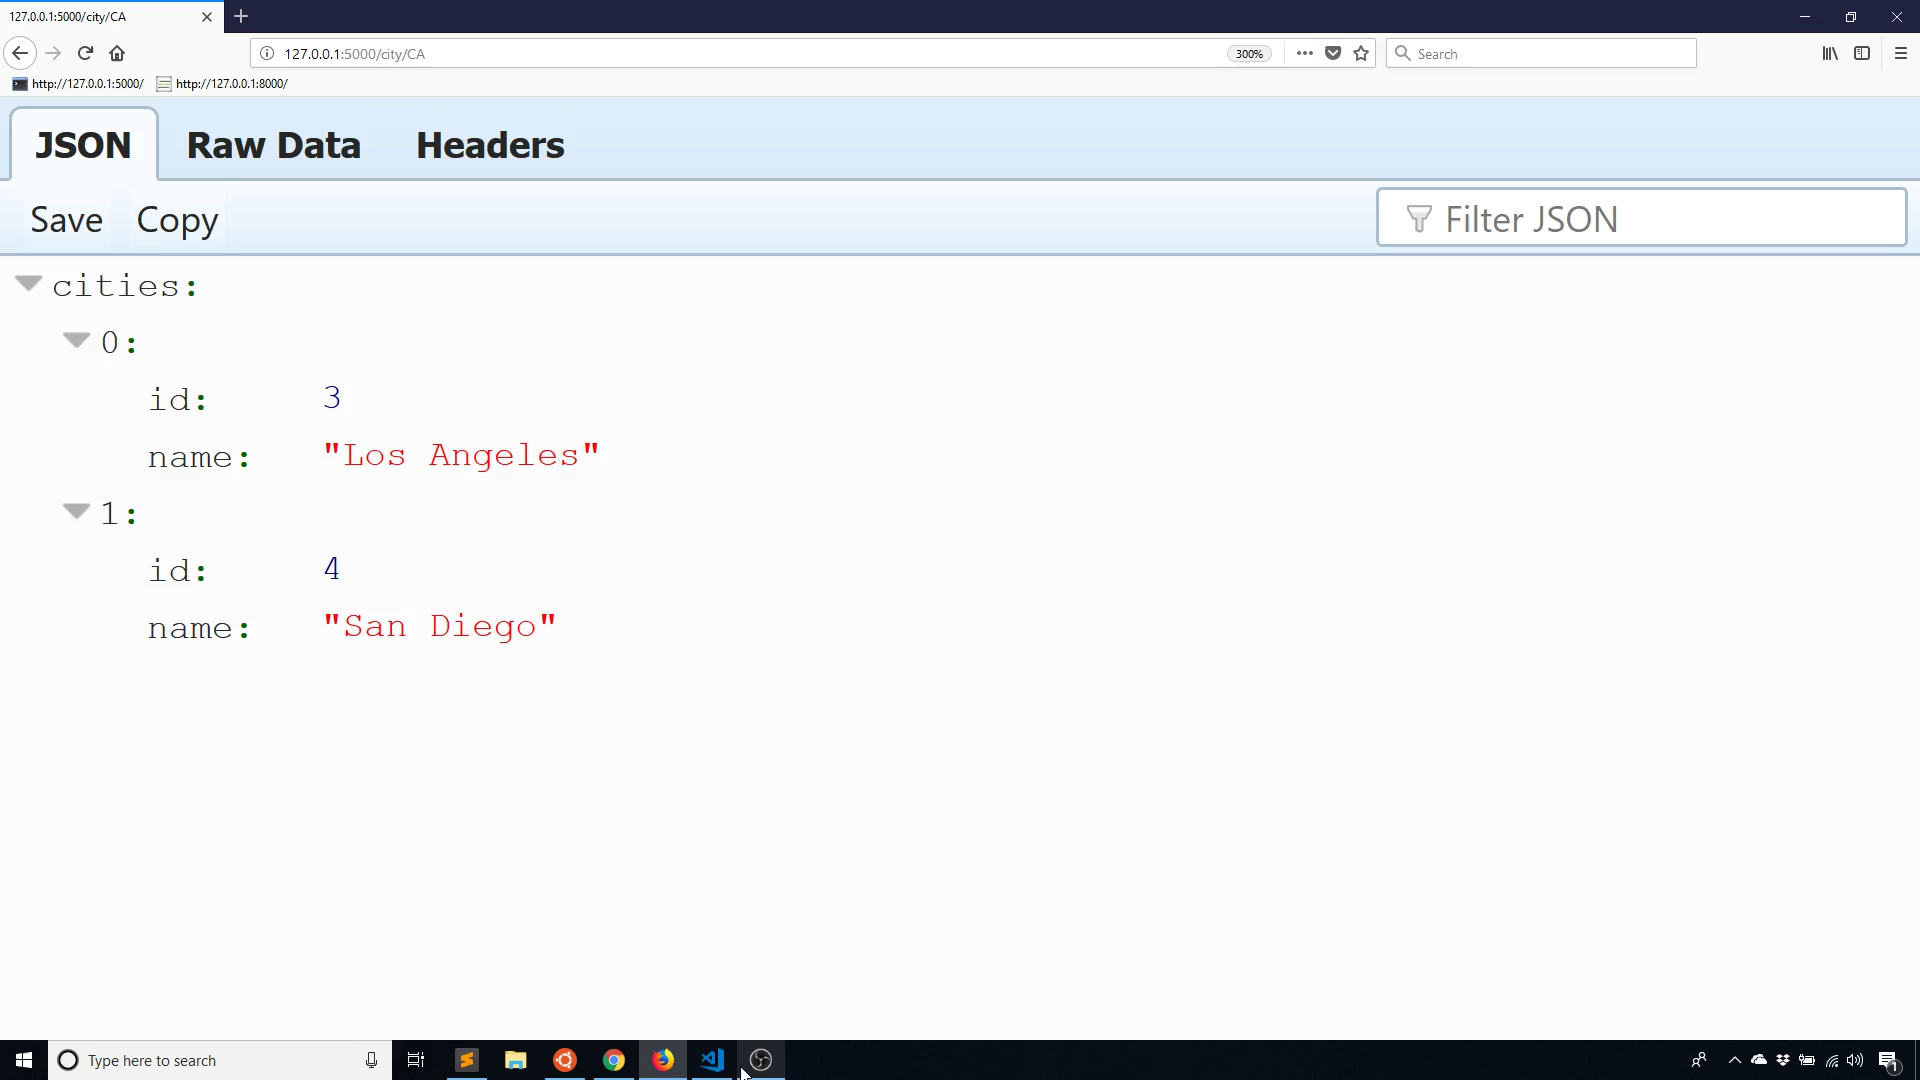 127.0.0.1:5000/city/CA
127.0.0.1:5000/city/CA
300%
Search
http://127.0.0.1:5000/
http://127.0.0.1:8000/
JSON Raw Data Headers
Save Copy
Filter JSON
cities:
0:
id: 3
name: "Los Angeles"
1:
id: 4
name: "San Diego"
Type here to search
1